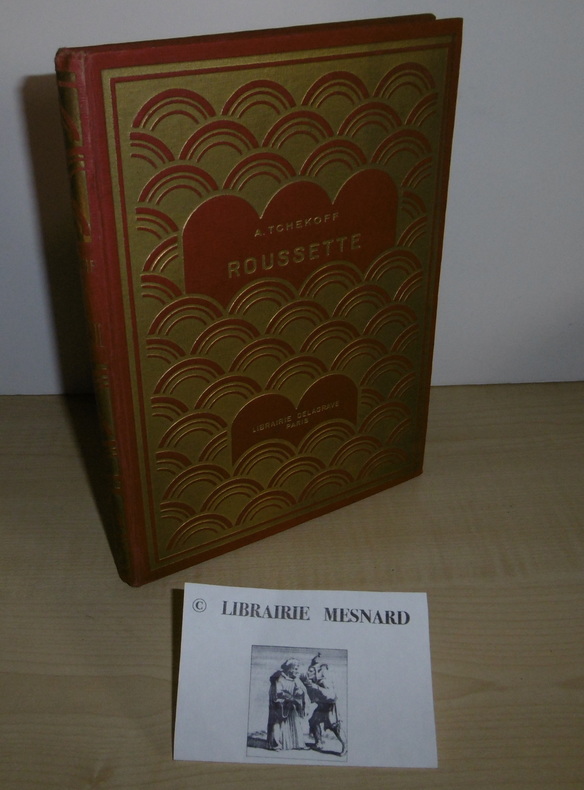 A. TCHEKOFF
ROUSSETTE
LIBRAIRIE DELAGRAVE
PARIS
© LIBRAIRIE MESNARD